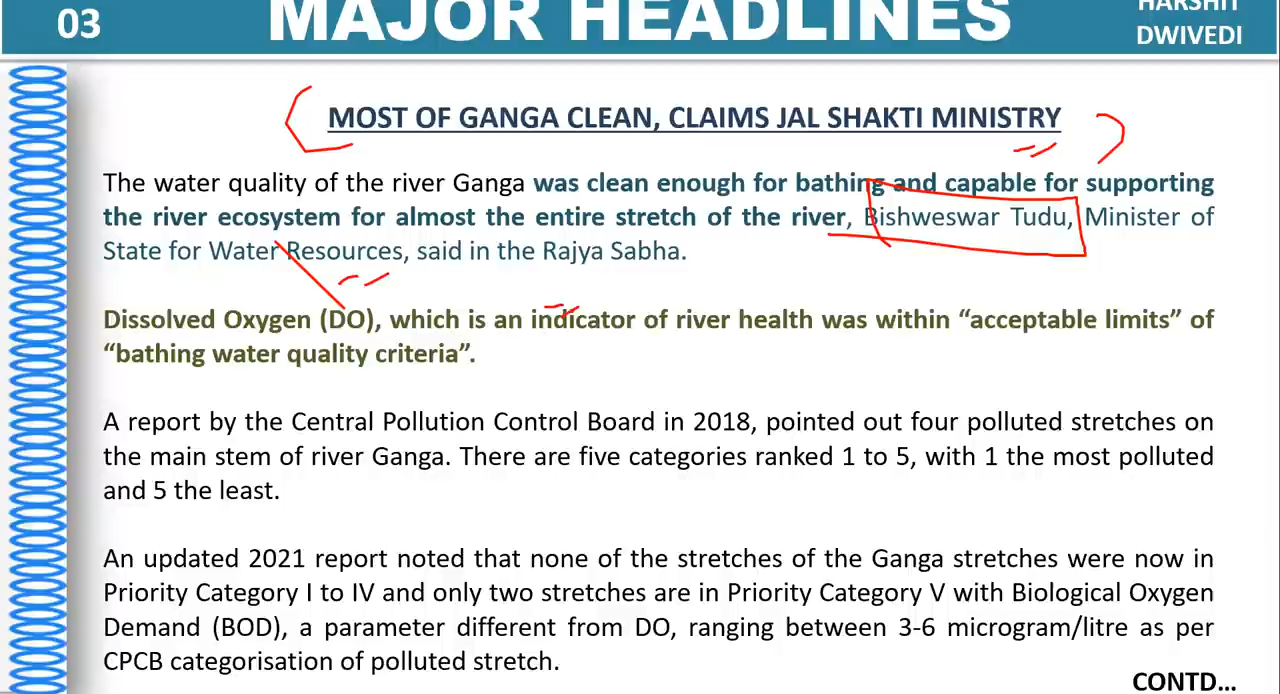 03
MAJOR HEADLINES
HARSHIT
DWIVEDI
MOST OF GANGA CLEAN, CLAIMS JAL SHAKTI MINISTRY
The water quality of the river Ganga was clean enough for bathing and capable for supporting
the river ecosystem for almost the entire stretch of the river, Bishweswar Tudu, Minister of
State for Water Resources, said in the Rajya Sabha.
Dissolved Oxygen (DO), which is an indicator of river health was within “acceptable limits” of
“bathing water quality criteria”.
A report by the Central Pollution Control Board in 2018, pointed out four polluted stretches on
the main stem of river Ganga. There are five categories ranked 1 to 5, with 1 the most polluted
and 5 the least.
An updated 2021 report noted that none of the stretches of the Ganga stretches were now in
Priority Category I to IV and only two stretches are in Priority Category V with Biological Oxygen
Demand (BOD), a parameter different from DO, ranging between 3-6 microgram/litre as per
CPCB categorisation of polluted stretch.
CONTD...